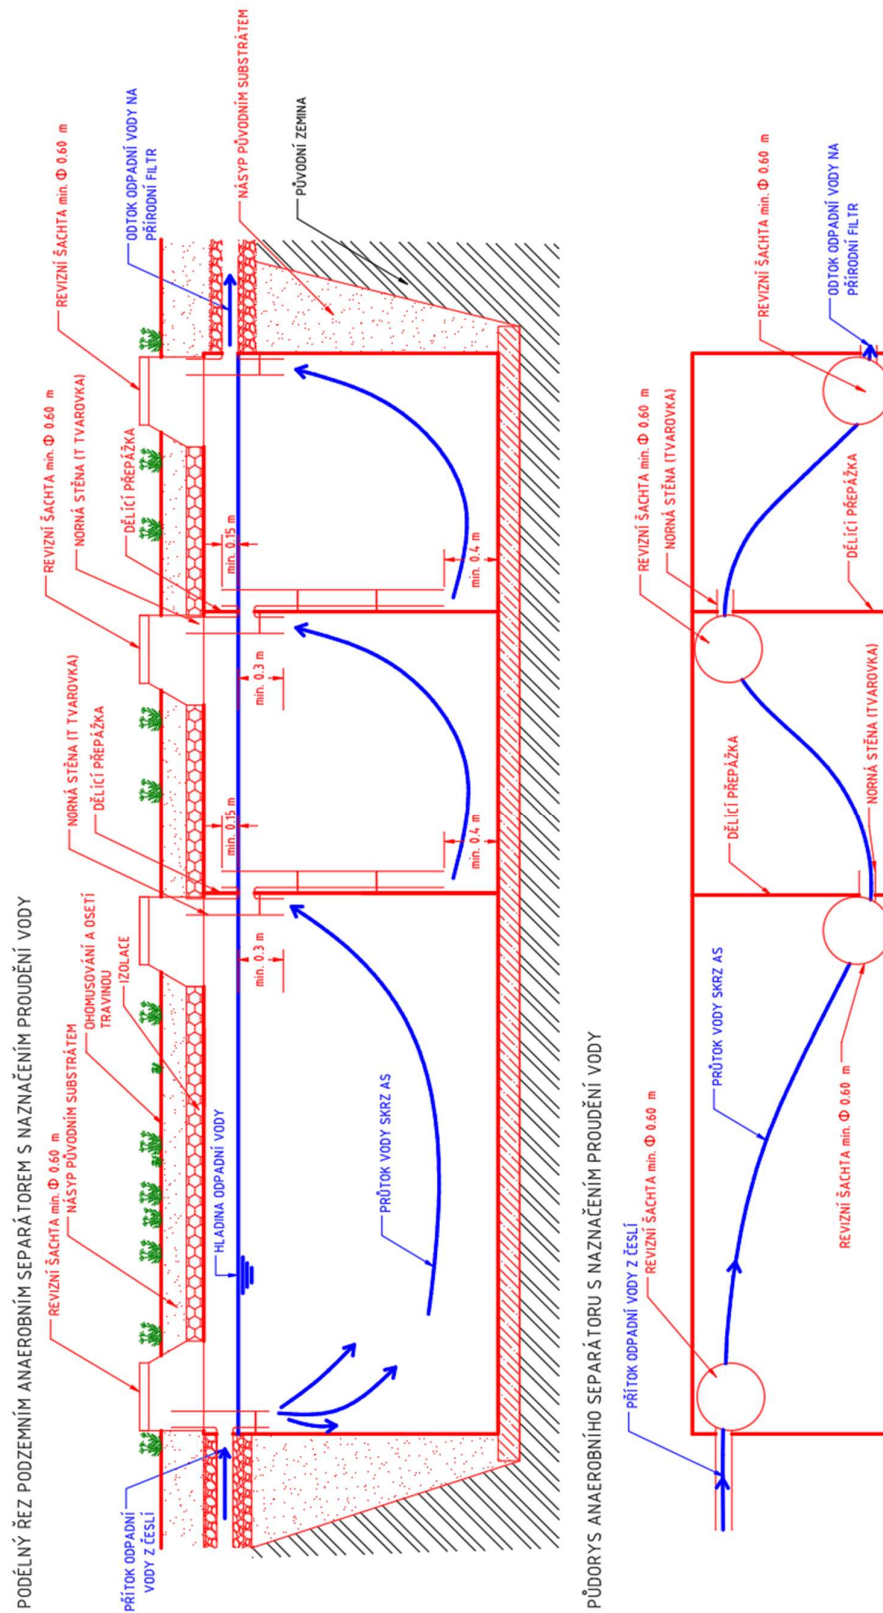 PODÉLNÝ ŘEZ PODZEMNÍM ANAEROBNÍM SEPARÁTOREM S NAZNAČENÍM PROUDĚNÍ VODY
REVIZNÍ ŠACHTA min. Φ 0.60 m
NÁSYP PŮVODNÍM SUBSTRÁTEM
OHOMUSOVÁNÍ A OSETÍ
TRAVINOU
IZOLACE
NORNÁ STĚNA (T TVAROVKA)
DĚLÍCÍ PŘEPÁŽKA
REVIZNÍ ŠACHTA min. Φ 0.60 m
NORNÁ STĚNA (T TVAROVKA)
DĚLÍCÍ PŘEPÁŽKA
REVIZNÍ ŠACHTA min. Φ 0.60 m
ODTOK ODPADNÍ VODY NA
PŘÍRODNÍ FILTR
NÁSYP PŮVODNÍM SUBSTRÁTEM
PŮVODNÍ ZEMINA
PŘÍTOK ODPADNÍ
VODY Z ČESLÍ
HLADINA ODPADNÍ VODY
min. 0.3 m
min. 0.15 m
min. 0.3 m
min. 0.15 m
PRŮTOK VODY SKRZ AS
min. 0.4 m
min. 0.4 m
PŮDORYS ANAEROBNÍHO SEPARÁTORU S NAZNAČENÍM PROUDĚNÍ VODY
PŘÍTOK ODPADNÍ VODY Z ČESLÍ
REVIZNÍ ŠACHTA min. Φ 0.60 m
PRŮTOK VODY SKRZ AS
DĚLÍCÍ PŘEPÁŽKA
REVIZNÍ ŠACHTA min. Φ 0.60 m
NORNÁ STĚNA (TVAROVKA)
REVIZNÍ ŠACHTA min. Φ 0.60 m
ODTOK ODPADNÍ VODY NA
PŘÍRODNÍ FILTR
REVIZNÍ ŠACHTA min. Φ 0.60 m
NORNÁ STĚNA (TVAROVKA)
DĚLÍCÍ PŘEPÁŽKA